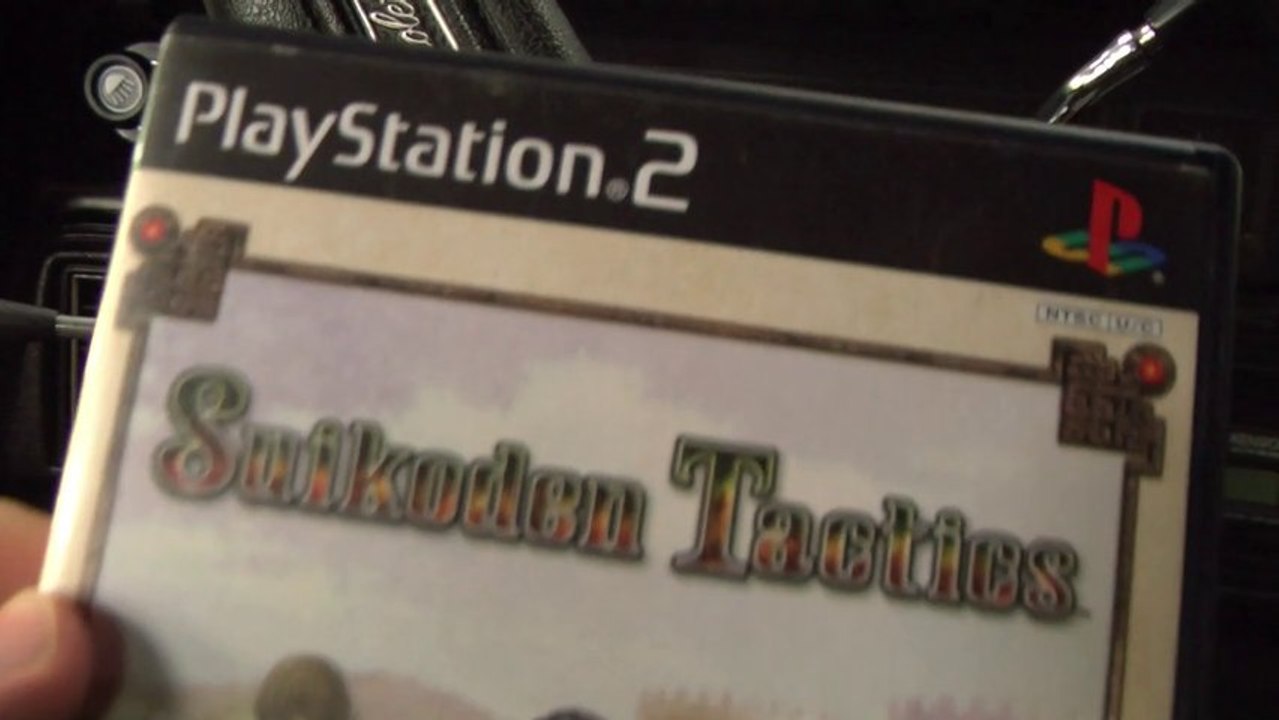 PlayStation®2
NTSC U/C
Suikoden Tactics